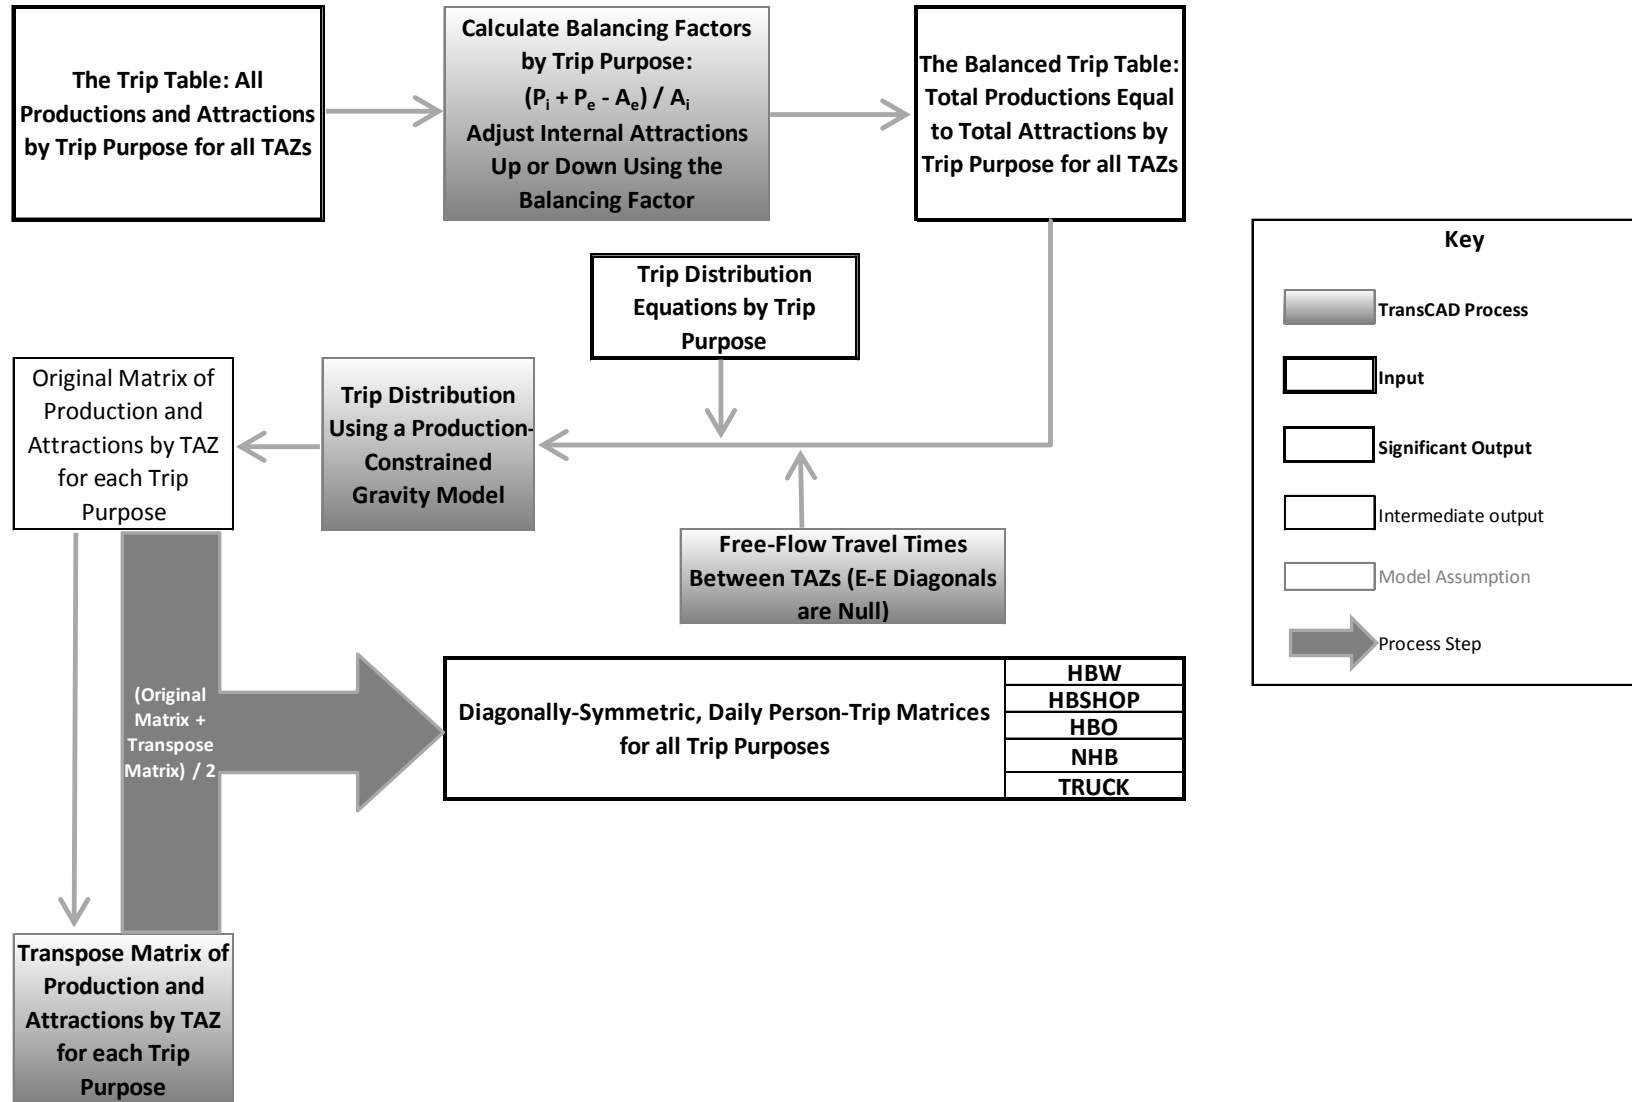 The Trip Table: All
Productions and Attractions
by Trip Purpose for all TAZs
Calculate Balancing Factors
by Trip Purpose:
(Pi + Pe - Ae) / Ai
Adjust Internal Attractions
Up or Down Using the
Balancing Factor
The Balanced Trip Table:
Total Productions Equal
to Total Attractions by
Trip Purpose for all TAZs
Trip Distribution
Equations by Trip
Purpose
Original Matrix of
Production and
Attractions by TAZ
for each Trip
Purpose
Trip Distribution
Using a Production-
Constrained
Gravity Model
Free-Flow Travel Times
Between TAZs (E-E Diagonals
are Null)
(Original
Matrix +
Transpose
Matrix) / 2
Diagonally-Symmetric, Daily Person-Trip Matrices
for all Trip Purposes
HBW
HBSHOP
HBO
NHB
TRUCK
Transpose Matrix of
Production and
Attractions by TAZ
for each Trip
Purpose
Key
TransCAD Process
Input
Significant Output
Intermediate output
Model Assumption
Process Step